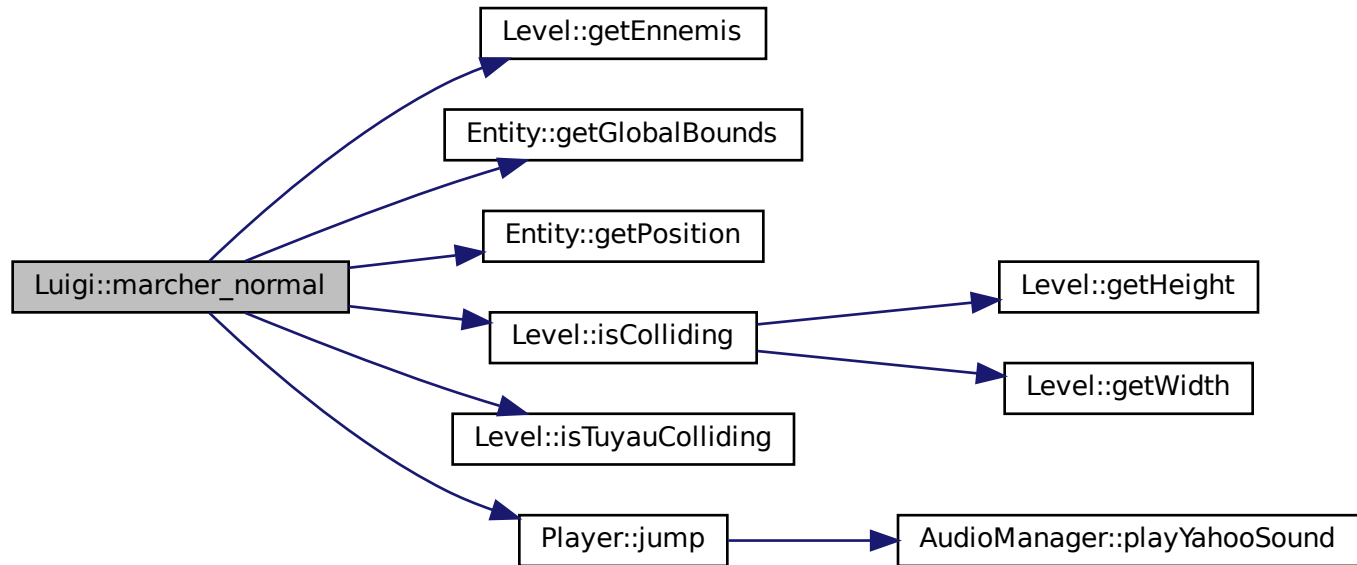 Level::getEnnemis
Entity::getGlobalBounds
Entity::getPosition
Luigi::marcher_normal
Level::isColliding
Level::getHeight
Level::getWidth
Level::isTuyauColliding
Player::jump
AudioManager::playYahooSound